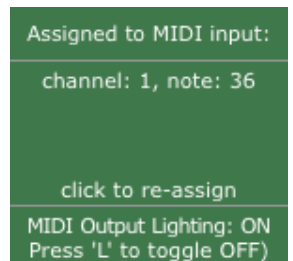 Assigned to MIDI input:
channel: 1, note: 36
click to re-assign
MIDI Output Lighting: ON
Press 'L' to toggle OFF)